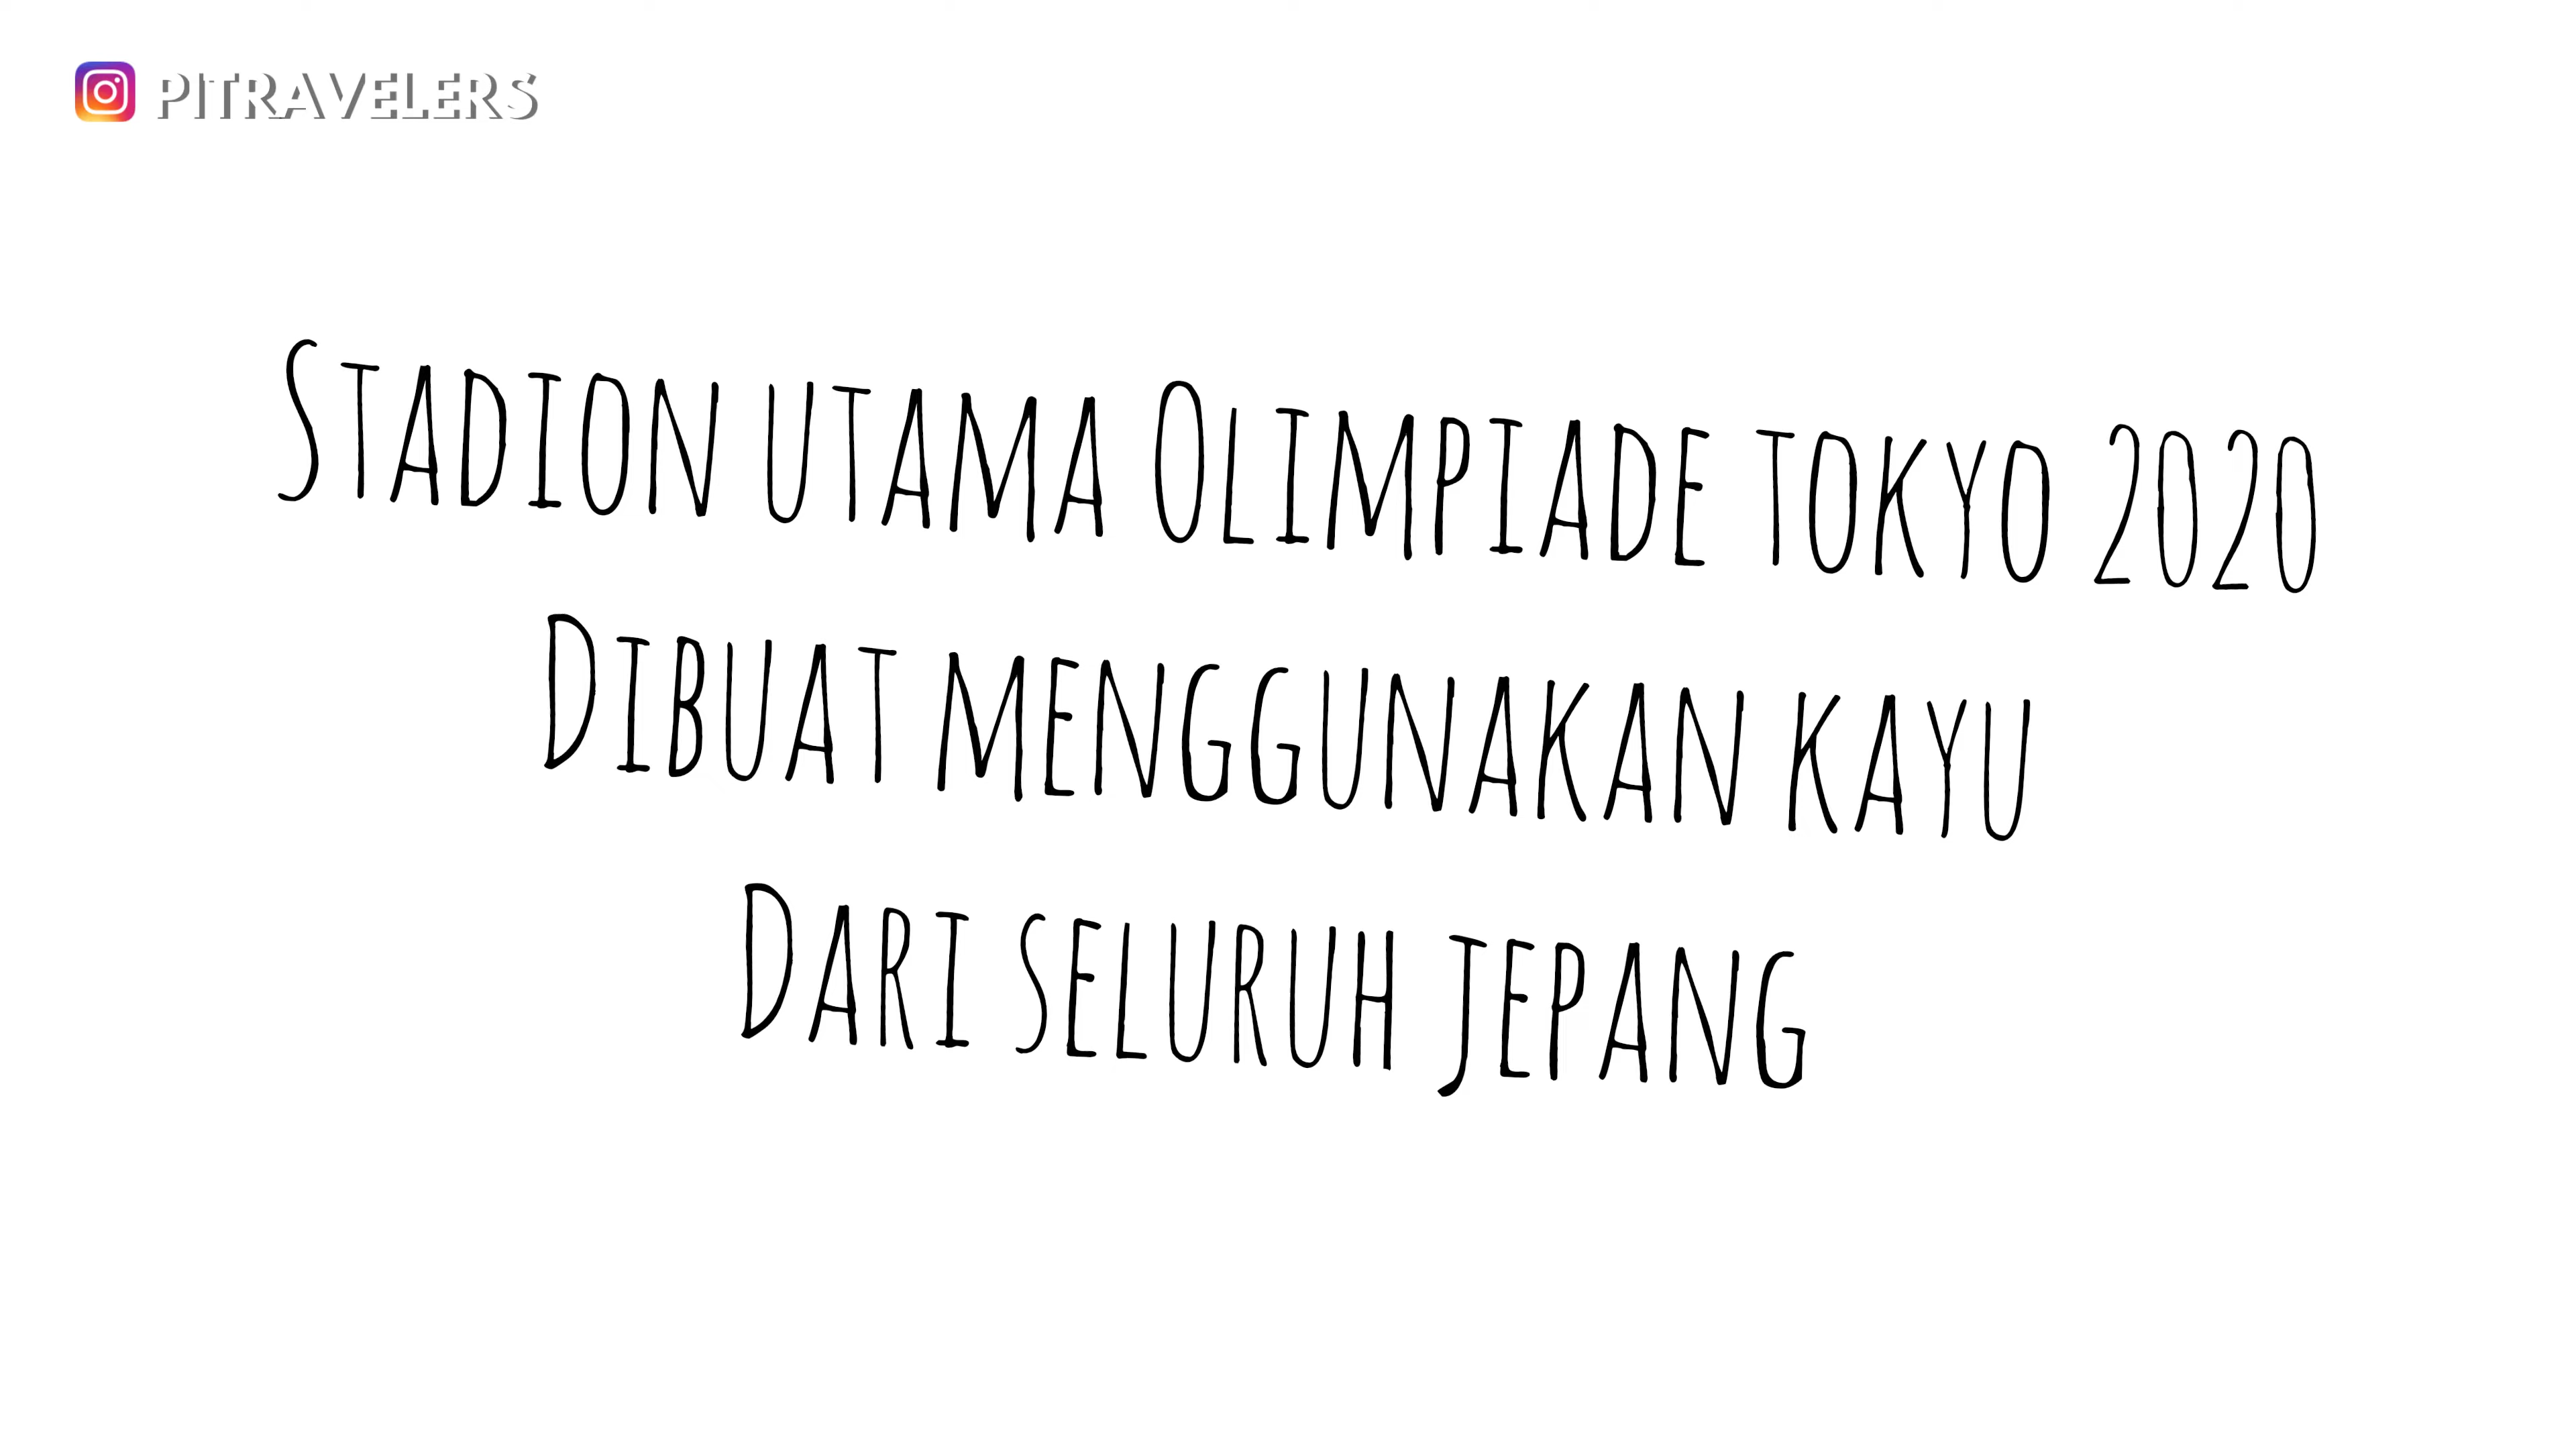 PITRAVELERS
Stadion utama Olimpiade tokyo 2020
Dibuat menggunakan kayu
Dari seluruh jepang